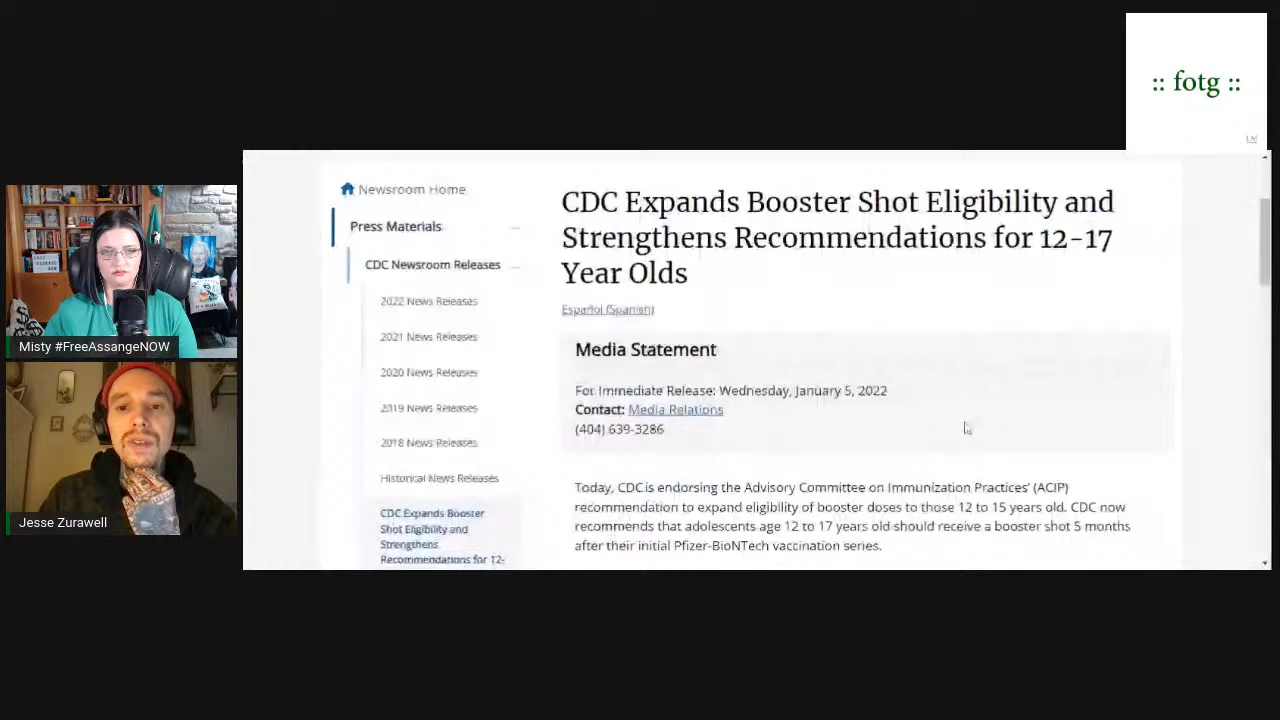 :: fotg ::
Newsroom Home
Press Materials
CDC Newsroom Releases
2022 News Releases
2021 News Releases
2020 News Releases
2019 News Releases
2018 News Releases
Historical News Releases
CDC Expands Booster
Shot Eligibility and
Strengthens
Recommendations for 12-
CDC Expands Booster Shot Eligibility and
Strengthens Recommendations for 12-17
Year Olds
Español (Spanish)
Media Statement
For Immediate Release: Wednesday, January 5, 2022
Contact: Media Relations
(404) 639-3286
Today, CDC is endorsing the Advisory Committee on Immunization Practices' (ACIP)
recommendation to expand eligibility of booster doses to those 12 to 15 years old. CDC now
recommends that adolescents age 12 to 17 years old should receive a booster shot 5 months
after their initial Pfizer-BioNTech vaccination series.
Misty #FreeAssangeNOW
Jesse Zurawell